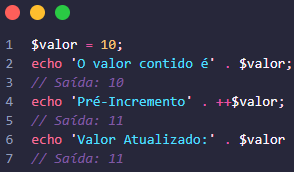 1 $valor = 10;
2 echo 'O valor contido é' . $valor;
3 // Saída: 10
4 echo 'Pré-Incremento' . ++$valor;
5 // Saída: 11
6 echo 'Valor Atualizado:' . $valor
7 // Saída: 11